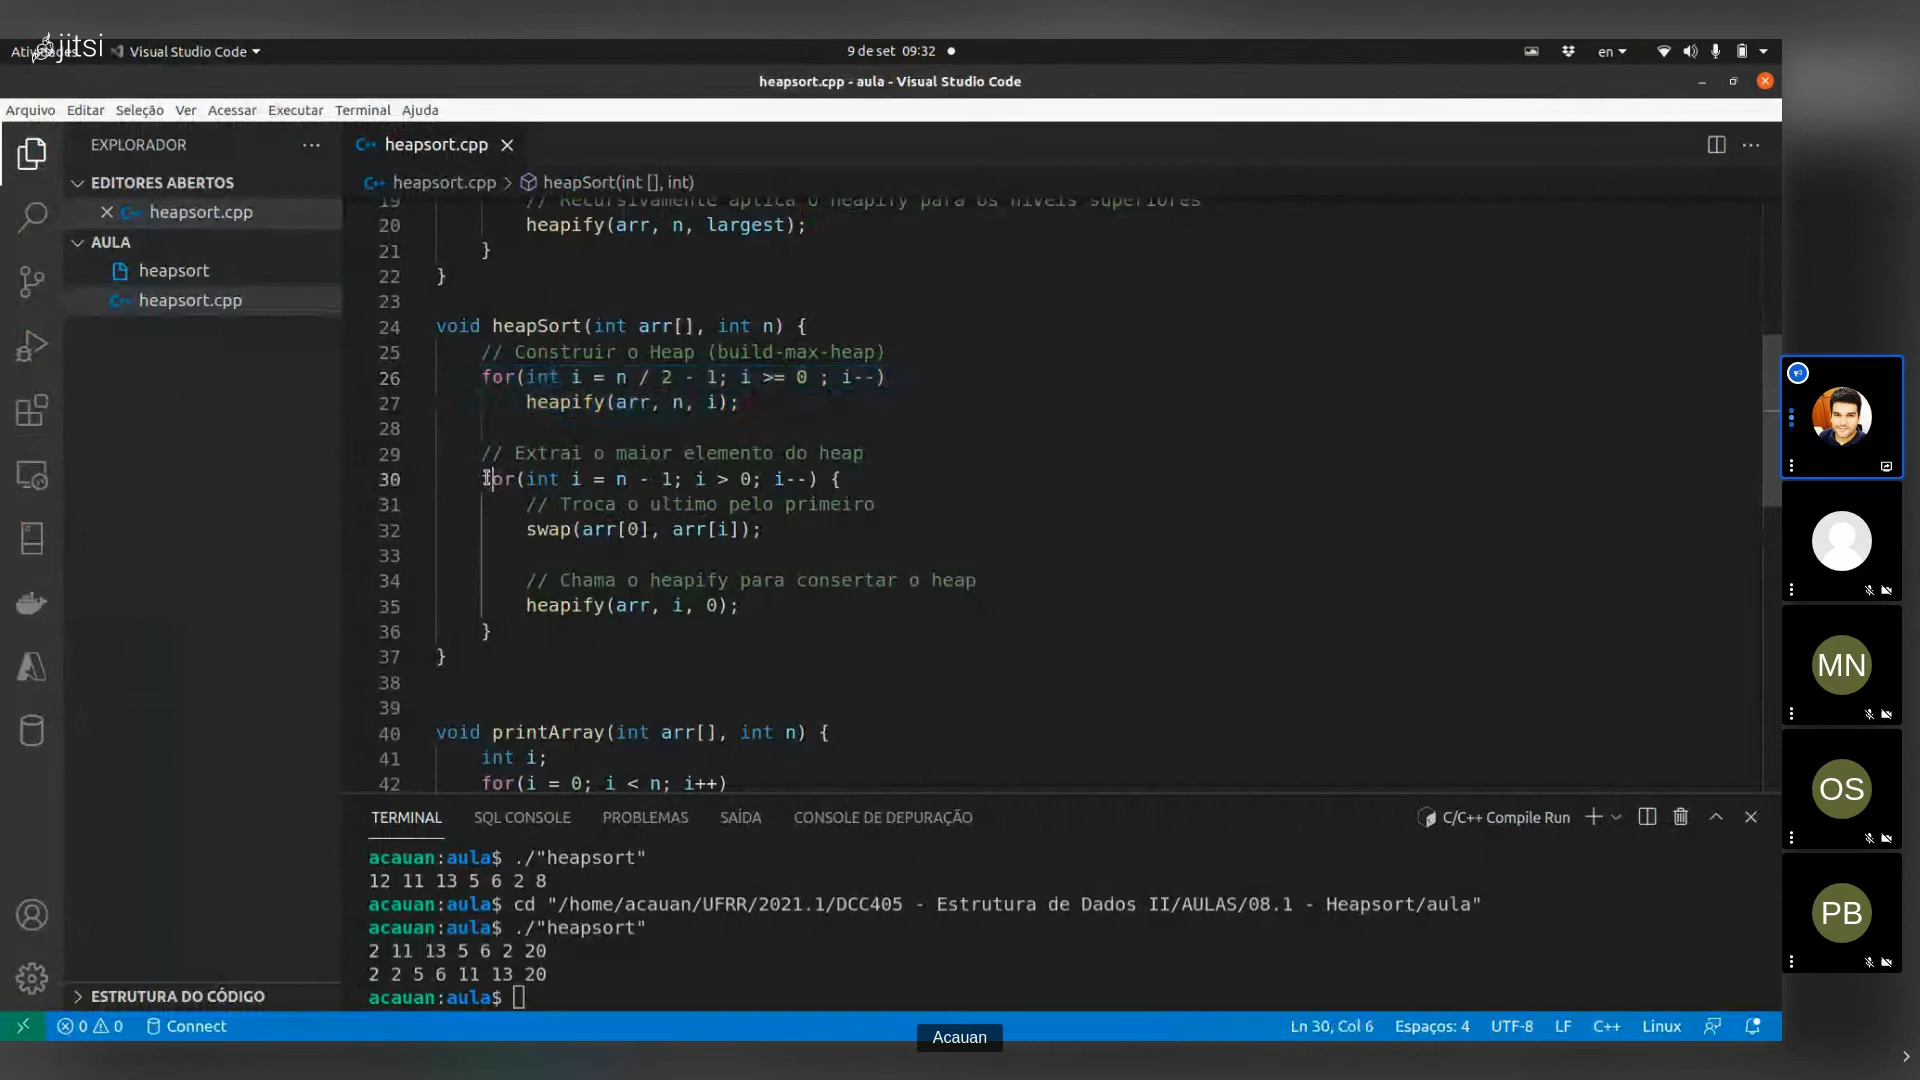 jitsi
Visual Studio Code
9 de set 09:32
en
heapsort.cpp - aula - Visual Studio Code
Arquivo Editar Seleção Ver Acessar Executar Terminal Ajuda
EXPLORADOR
heapsort.cpp
EDITORES ABERTOS
heapsort.cpp
AULA
heapsort
heapsort.cpp
ESTRUTURA DO CÓDIGO
heapsort.cpp > heapSort(int [], int)
19 // Recursivamente aplica o heapify para os niveis superiores
20 heapify(arr, n, largest);
21 }
22 }
23
24 void heapSort(int arr[], int n) {
25 // Construir o Heap (build-max-heap)
26 for(int i = n / 2 - 1; i >= 0 ; i--)
27 heapify(arr, n, i);
28
29 // Extrai o maior elemento do heap
30 for(int i = n - 1; i > 0; i--) {
31 // Troca o ultimo pelo primeiro
32 swap(arr[0], arr[i]);
33
34 // Chama o heapify para consertar o heap
35 heapify(arr, i, 0);
36 }
37 }
38
39
40 void printArray(int arr[], int n) {
41 int i;
42 for(i = 0; i < n; i++)
TERMINAL SQL CONSOLE PROBLEMAS SAÍDA CONSOLE DE DEPURAÇÃO C/C++ Compile Run
acauan:aula$ ./"heapsort"
12 11 13 5 6 2 8
acauan:aula$ cd "/home/acauan/UFRR/2021.1/DCC405 - Estrutura de Dados II/AULAS/08.1 - Heapsort/aula"
acauan:aula$ ./"heapsort"
2 11 13 5 6 2 20
2 2 5 6 11 13 20
acauan:aula$
0 0 Connect
Ln 30, Col 6 Espaços: 4 UTF-8 LF C++ Linux
Acauan
MN
OS
PB